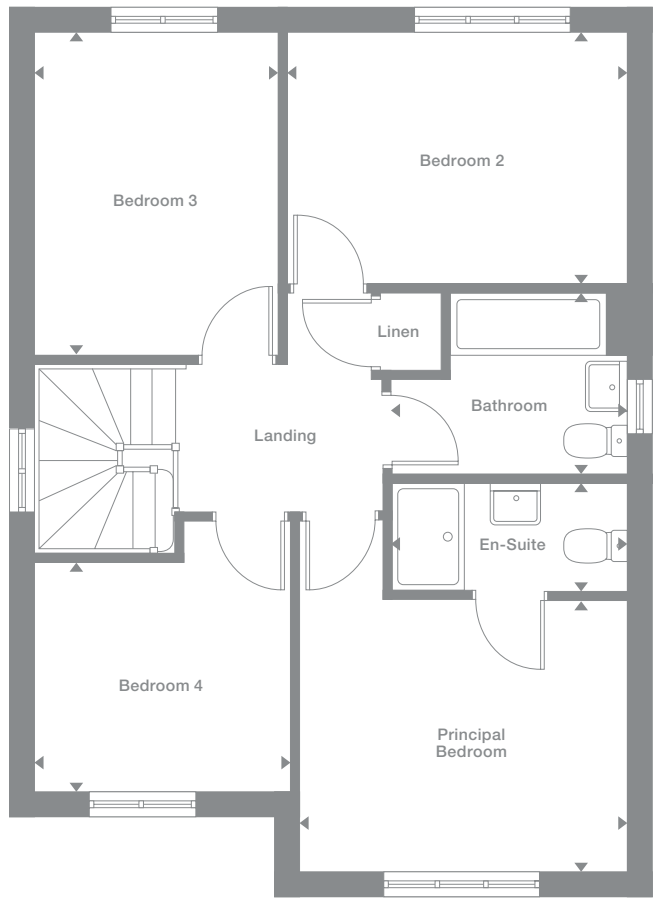 Bedroom 2
Bedroom 3
Linen
Bathroom
Landing
En-Suite
Bedroom 4
Principal
Bedroom